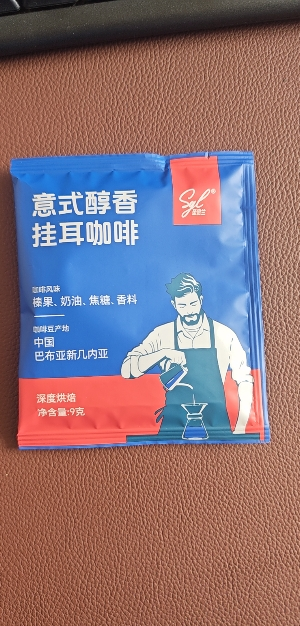 Sgl®
意式醇香
挂耳咖啡
咖啡风味
榛果、奶油、焦糖、香料
咖啡豆产地
中国
巴布亚新几内亚
深度烘焙
净含量:9克